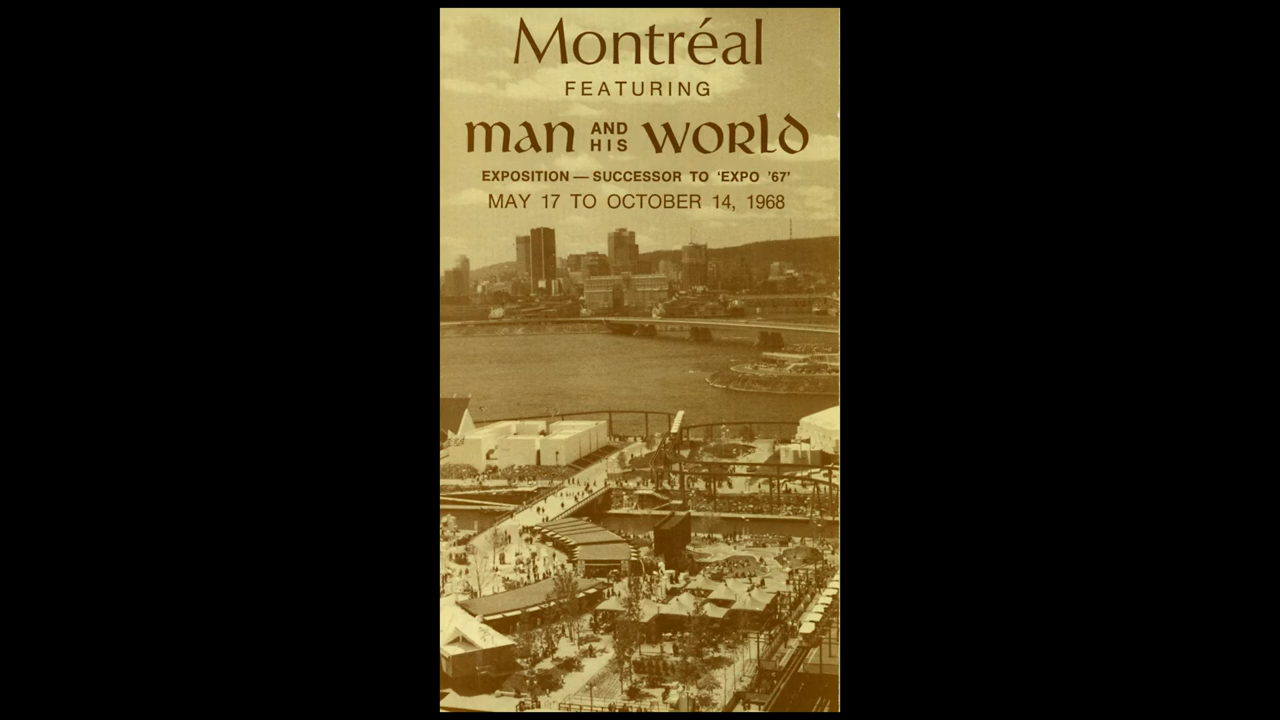 Montréal
FEATURING
man AND HIS WORLD
EXPOSITION — SUCCESSOR TO ‘EXPO ’67’
MAY 17 TO OCTOBER 14, 1968